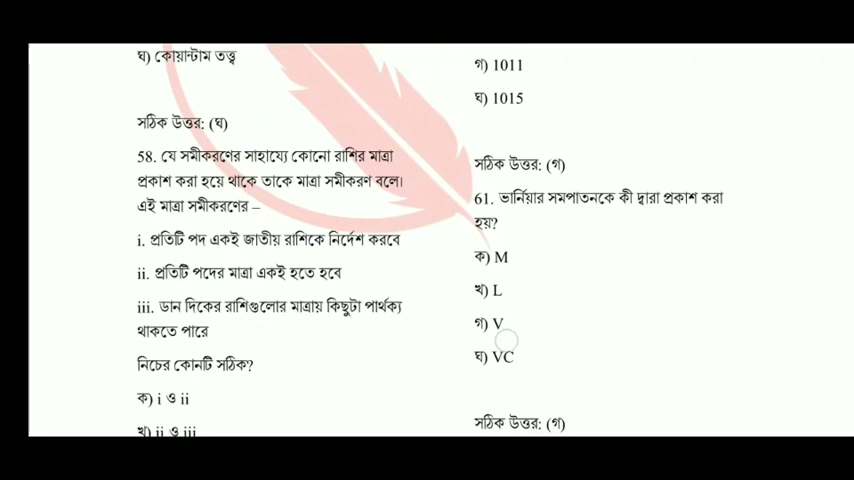 ঘ) কোয়ান্টাম তত্ত্ব
সঠিক উত্তর: (ঘ)
58. যে সমীকরণের সাহায্যে কোনো রাশির মাত্রা
প্রকাশ করা হয়ে থাকে তাকে মাত্রা সমীকরণ বলে।
এই মাত্রা সমীকরণের –
i. প্রতিটি পদ একই জাতীয় রাশিকে নির্দেশ করবে
ii. প্রতিটি পদের মাত্রা একই হতে হবে
iii. ডান দিকের রাশিগুলোর মাত্রায় কিছুটা পার্থক্য
থাকতে পারে
নিচের কোনটি সঠিক?
ক) i ও ii
খ) ii ও iii
গ) 1011
ঘ) 1015
সঠিক উত্তর: (গ)
61. ভার্নিয়ার সমপাতনকে কী দ্বারা প্রকাশ করা
হয়?
ক) M
খ) L
গ) V
ঘ) VC
সঠিক উত্তর: (গ)